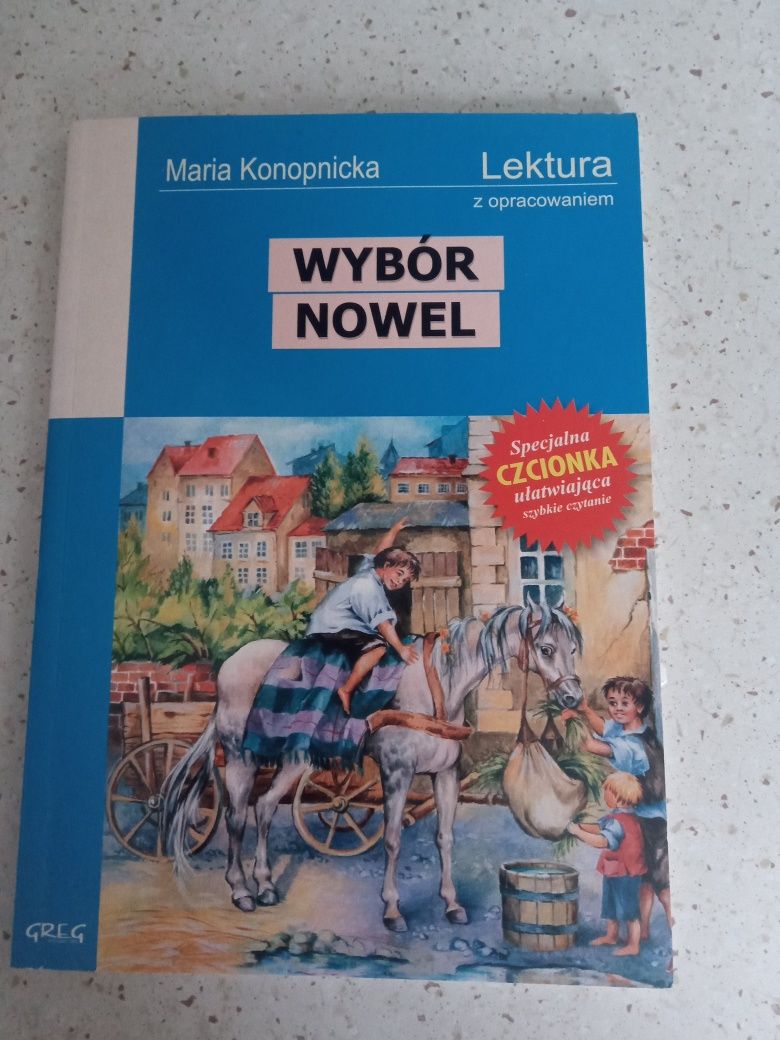 Maria Konopnicka
Lektura
z opracowaniem
WYBÓR
NOWEL
Specjalna
CZCIONKA
ułatwiająca
szybkie czytanie
GREG